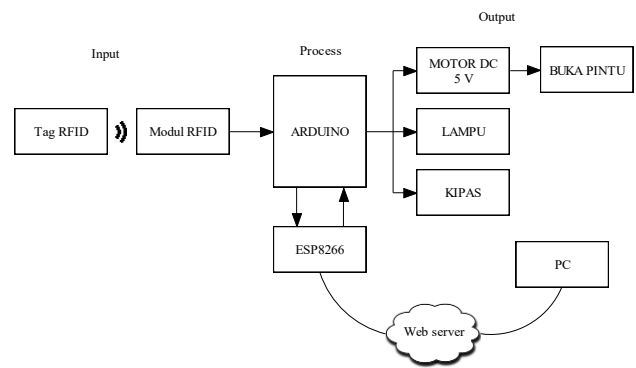 Output
Input
Process
MOTOR DC
5 V
BUKA PINTU
Tag RFID
Modul RFID
ARDUINO
LAMPU
KIPAS
ESP8266
PC
Web server